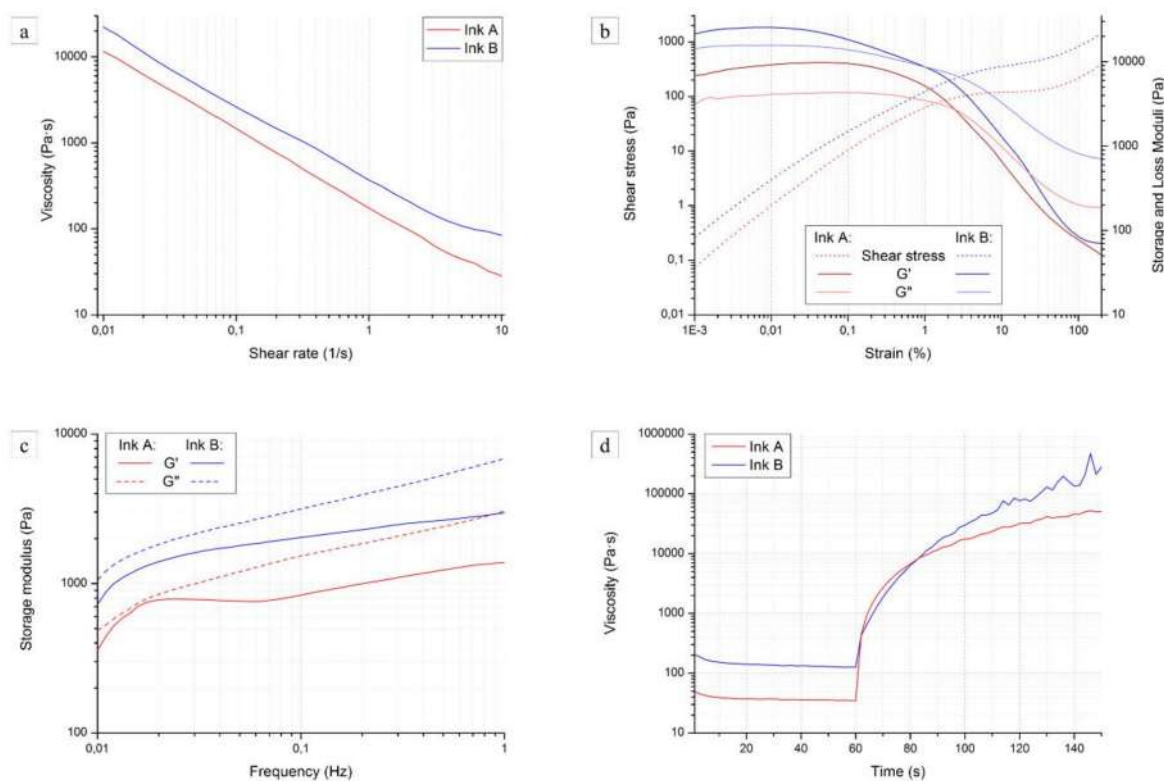 a
Viscosity (Pa·s)
10000
1000
100
10
0,01
0,1
1
10
Shear rate (1/s)
Ink A
Ink B
b
Shear stress (Pa)
1000
100
10
1
0,1
0,01
1E-3
0,01
0,1
1
10
100
Strain (%)
10000
1000
100
10
Storage and Loss Moduli (Pa)
Ink A: Ink B:
Shear stress
G'
G"
c
Storage modulus (Pa)
10000
1000
100
0,01
0,1
1
Frequency (Hz)
Ink A: Ink B:
G'
G"
d
Viscosity (Pa·s)
1000000
100000
10000
1000
100
10
20
40
60
80
100
120
140
Time (s)
Ink A
Ink B